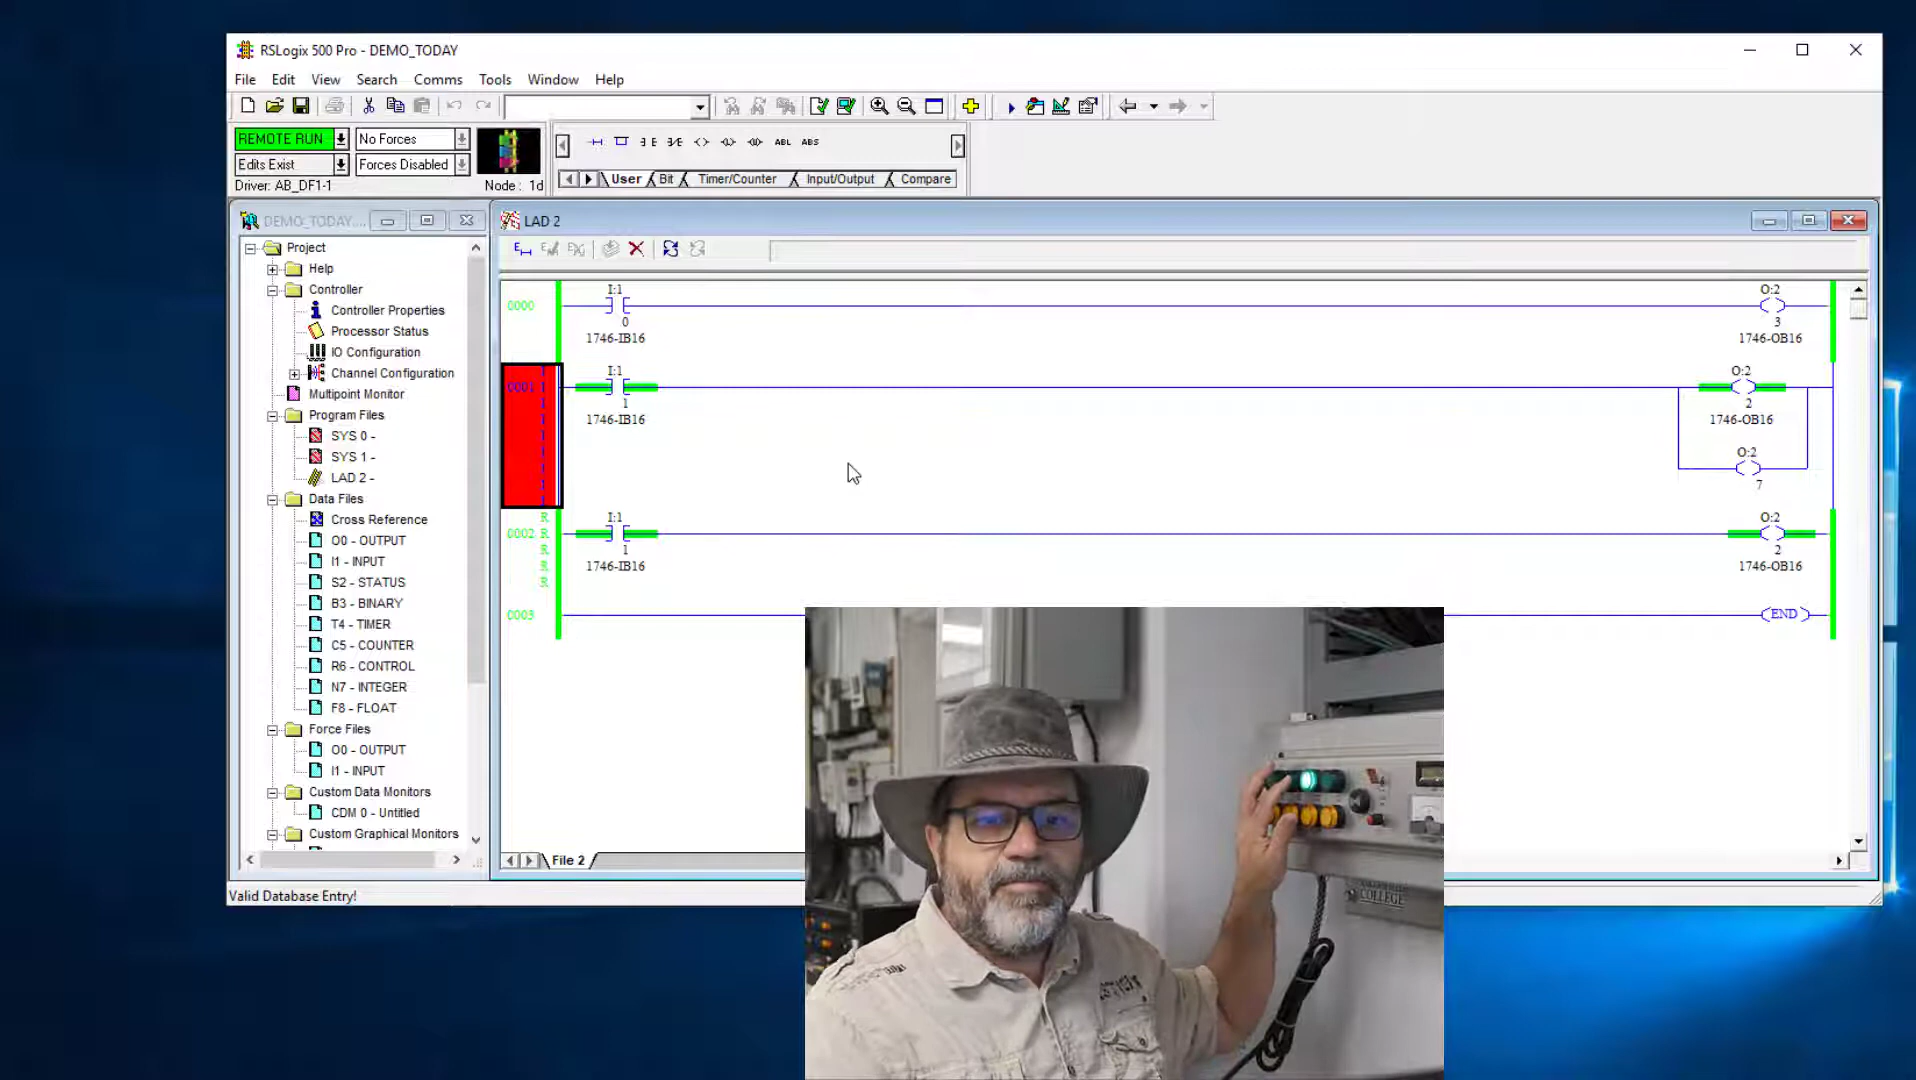 RSLogix 500 Pro - DEMO_TODAY
File Edit View Search Comms Tools Window Help
REMOTE RUN No Forces
Edits Exist Forces Disabled
Driver: AB_DF1-1 Node : 1d
ABL ABS
User Bit Timer/Counter Input/Output Compare
DEMO_TODAY....
Project
Help
Controller
Controller Properties
Processor Status
IO Configuration
Channel Configuration
Multipoint Monitor
Program Files
SYS 0 -
SYS 1 -
LAD 2 -
Data Files
Cross Reference
O0 - OUTPUT
I1 - INPUT
S2 - STATUS
B3 - BINARY
T4 - TIMER
C5 - COUNTER
R6 - CONTROL
N7 - INTEGER
F8 - FLOAT
Force Files
O0 - OUTPUT
I1 - INPUT
Custom Data Monitors
CDM 0 - Untitled
Custom Graphical Monitors
LAD 2
I:1 O:2
0000
0 3
1746-IB16 1746-OB16
I:1 O:2
0001
1 2
1746-IB16 1746-OB16
O:2
7
I:1 O:2
R
0002 R
R 1 2
R 1746-IB16 1746-OB16
R
0003 END
File 2
Valid Database Entry!
COLLEGE